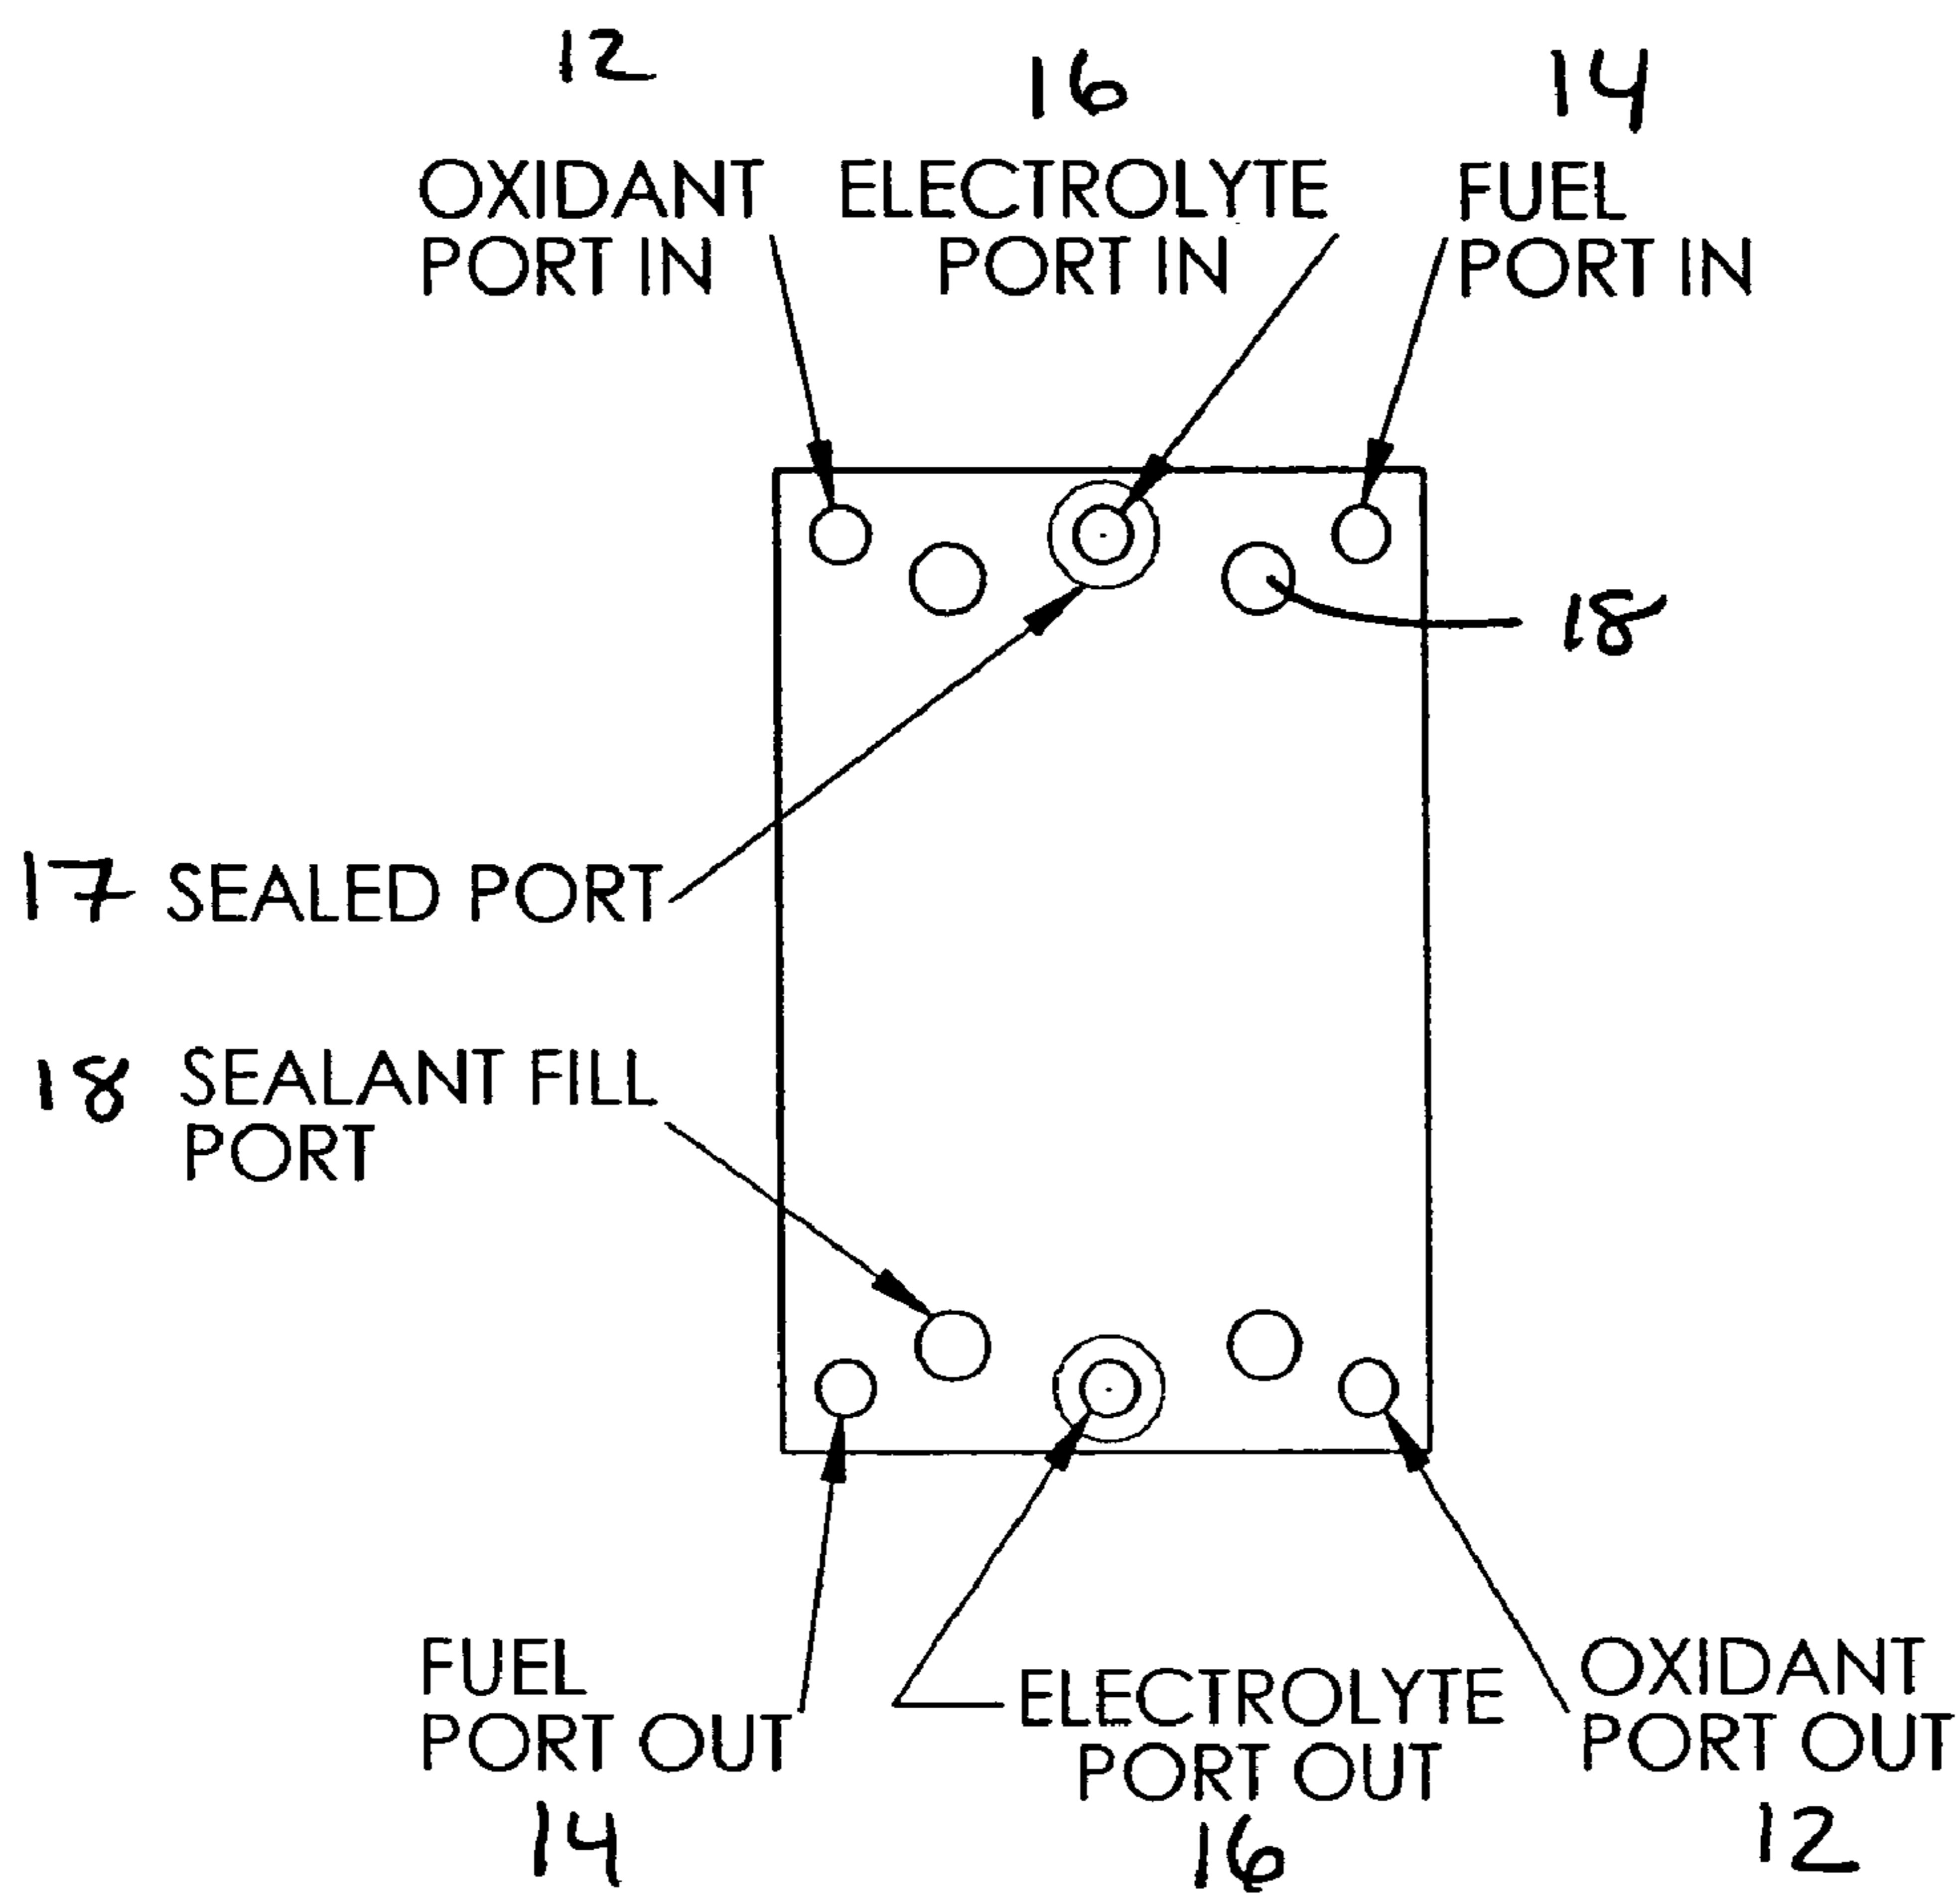 12
16
14
OXIDANT
PORT IN
ELECTROLYTE
PORT IN
FUEL
PORT IN
18
17 SEALED PORT
18 SEALANT FILL
PORT
FUEL
PORT OUT
14
ELECTROLYTE
PORT OUT
16
OXIDANT
PORT OUT
12